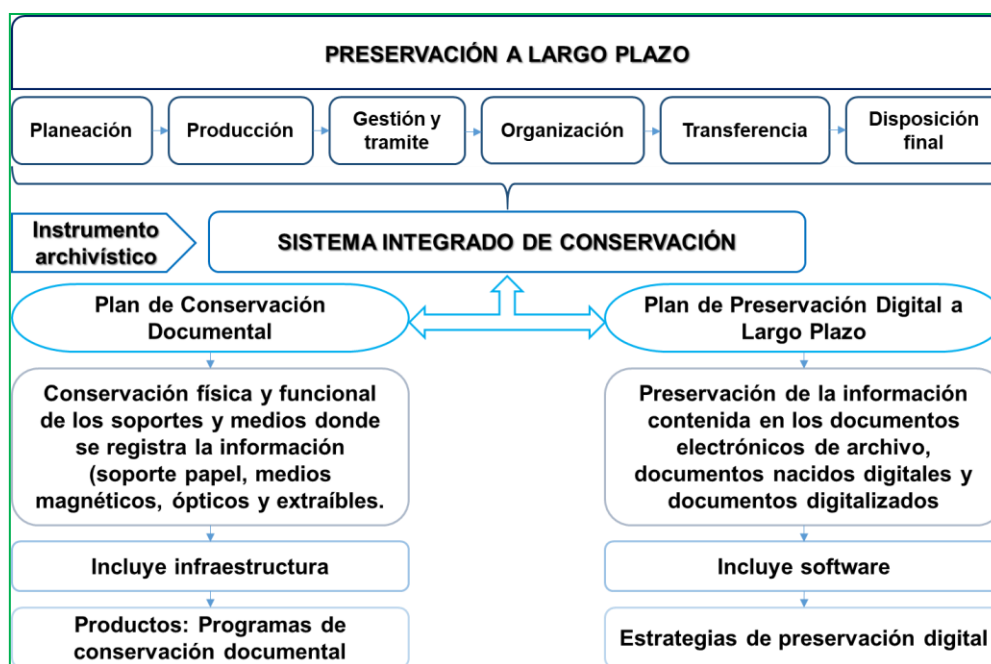 PRESERVACIÓN A LARGO PLAZO
Planeación
Producción
Gestión y
tramite
Organización
Transferencia
Disposición
final
Instrumento
archivístico
SISTEMA INTEGRADO DE CONSERVACIÓN
Plan de Conservación
Documental
Plan de Preservación Digital a
Largo Plazo
Conservación física y funcional
de los soportes y medios donde
se registra la información
(soporte papel, medios
magnéticos, ópticos y extraíbles.
Preservación de la información
contenida en los documentos
electrónicos de archivo,
documentos nacidos digitales y
documentos digitalizados
Incluye infraestructura
Incluye software
Productos: Programas de
conservación documental
Estrategias de preservación digital